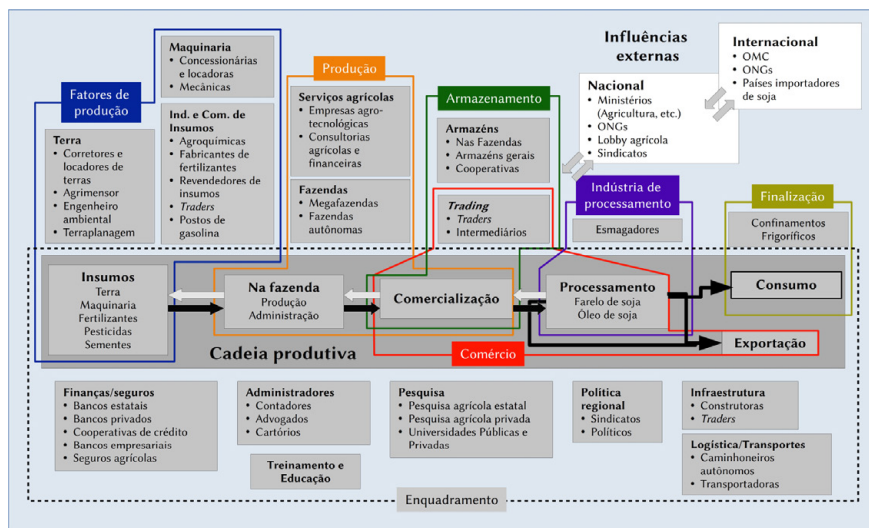 Influências
externas
Internacional
• OMC
• ONGs
• Países importadores
de soja
Nacional
• Ministérios
(Agricultura, etc.)
• ONGs
• Lobby agrícola
• Sindicatos
Fatores de
produção
Maquinaria
• Concessionárias
e locadoras
• Mecânicas
Terra
• Corretores e
locadores de
terras
• Agrimensor
• Engenheiro
ambiental
• Terraplanagem
Ind. e Com. de
Insumos
• Agroquímicas
• Fabricantes de
fertilizantes
• Revendedores de
insumos
• Traders
• Postos de
gasolina
Produção
Serviços agrícolas
• Empresas agro-
tecnológicas
• Consultorias
agrícolas e
financeiras
Fazendas
• Megafazendas
• Fazendas
autônomas
Armazenamento
Armazéns
• Nas Fazendas
• Armazéns gerais
• Cooperativas
Trading
• Traders
• Intermediários
Indústria de
processamento
Esmagadores
Finalização
Confinamentos
Frigoríficos
Insumos
Terra
Maquinaria
Fertilizantes
Pesticidas
Sementes
Na fazenda
Produção
Administração
Comercialização
Processamento
Farelo de soja
Óleo de soja
Consumo
Exportação
Cadeia produtiva
Comércio
Finanças/seguros
• Bancos estatais
• Bancos privados
• Cooperativas de crédito
• Bancos empresariais
• Seguros agrícolas
Administradores
• Contadores
• Advogados
• Cartórios
Treinamento e
Educação
Pesquisa
• Pesquisa agrícola estatal
• Pesquisa agrícola privada
• Universidades Públicas e
Privadas
Política
regional
• Sindicatos
• Políticos
Infraestrutura
• Construtoras
• Traders
Logística/Transportes
• Caminhoneiros
autônomos
• Transportadoras
Enquadramento